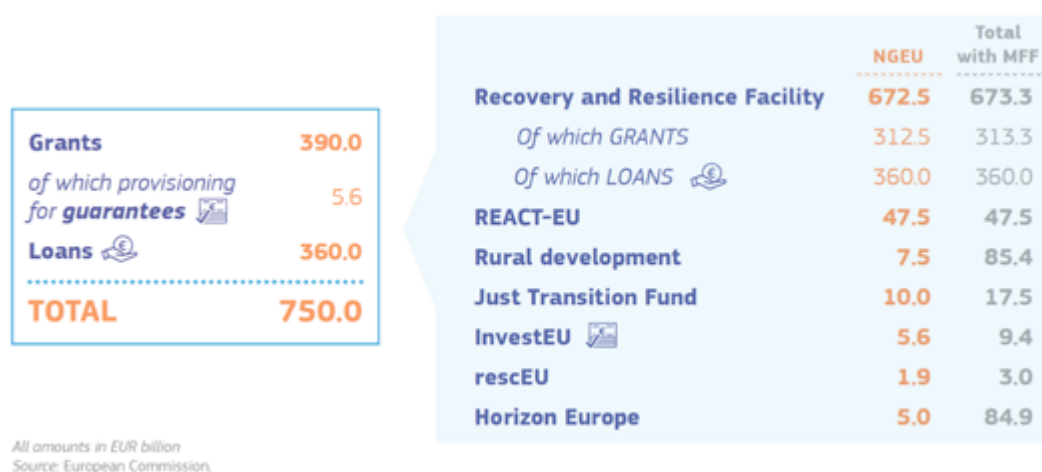 Grants 390.0
of which provisioning
for guarantees 5.6
Loans 360.0
TOTAL 750.0
All amounts in EUR billion
Source: European Commission.
NGEU Total
with MFF
Recovery and Resilience Facility 672.5 673.3
Of which GRANTS 312.5 313.3
Of which LOANS 360.0 360.0
REACT-EU 47.5 47.5
Rural development 7.5 85.4
Just Transition Fund 10.0 17.5
InvestEU 5.6 9.4
rescEU 1.9 3.0
Horizon Europe 5.0 84.9